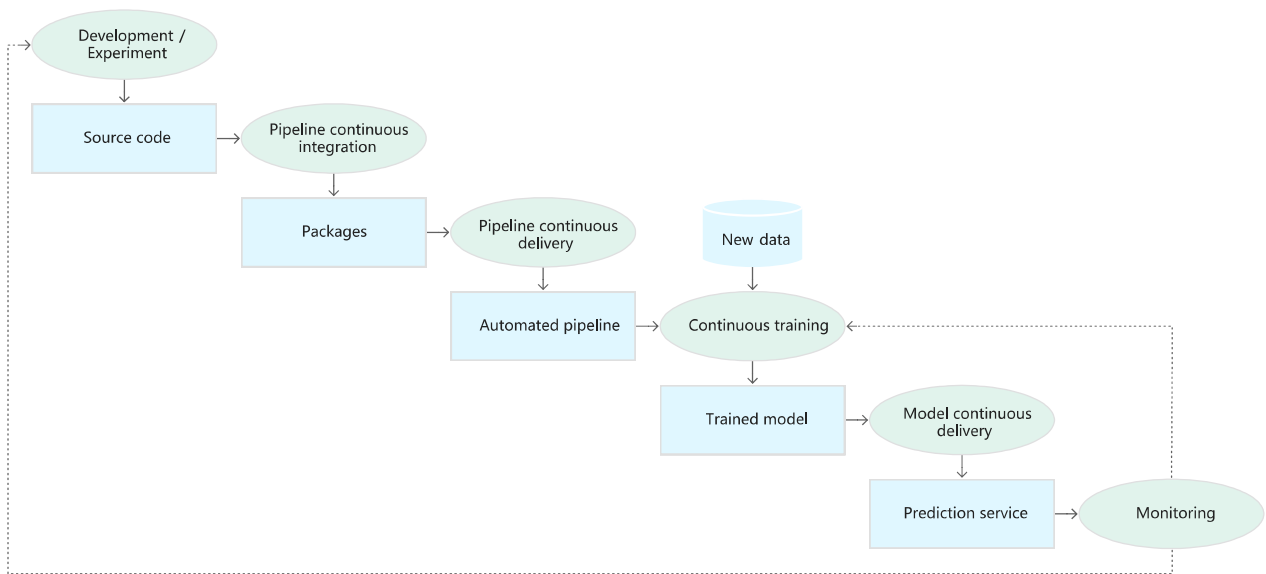 Development /
Experiment
Source code
Pipeline continuous
integration
Packages
Pipeline continuous
delivery
New data
Automated pipeline
Continuous training
Trained model
Model continuous
delivery
Prediction service
Monitoring